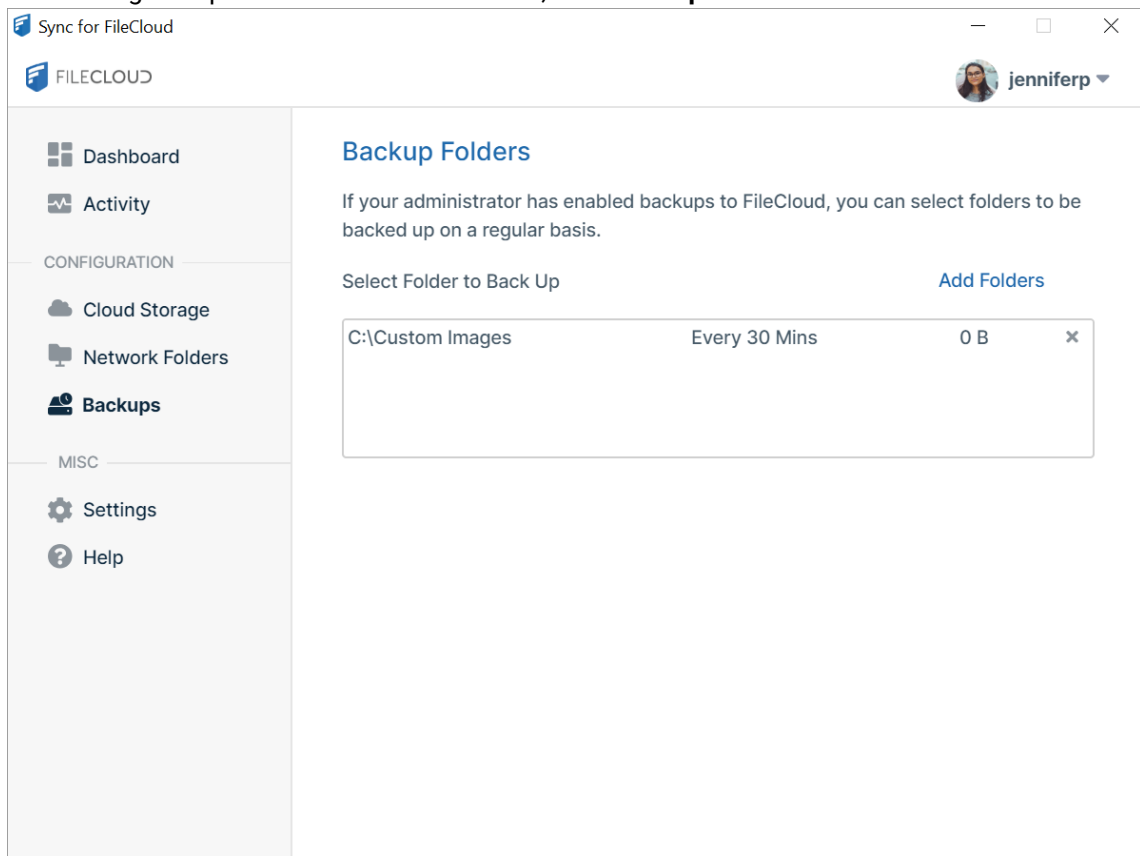 Sync for FileCloud
FILECLOUD
jenniferp
Dashboard
Activity
CONFIGURATION
Cloud Storage
Network Folders
Backups
MISC
Settings
Help
Backup Folders
If your administrator has enabled backups to FileCloud, you can select folders to be
backed up on a regular basis.
Select Folder to Back Up
Add Folders
C:\Custom Images Every 30 Mins 0 B